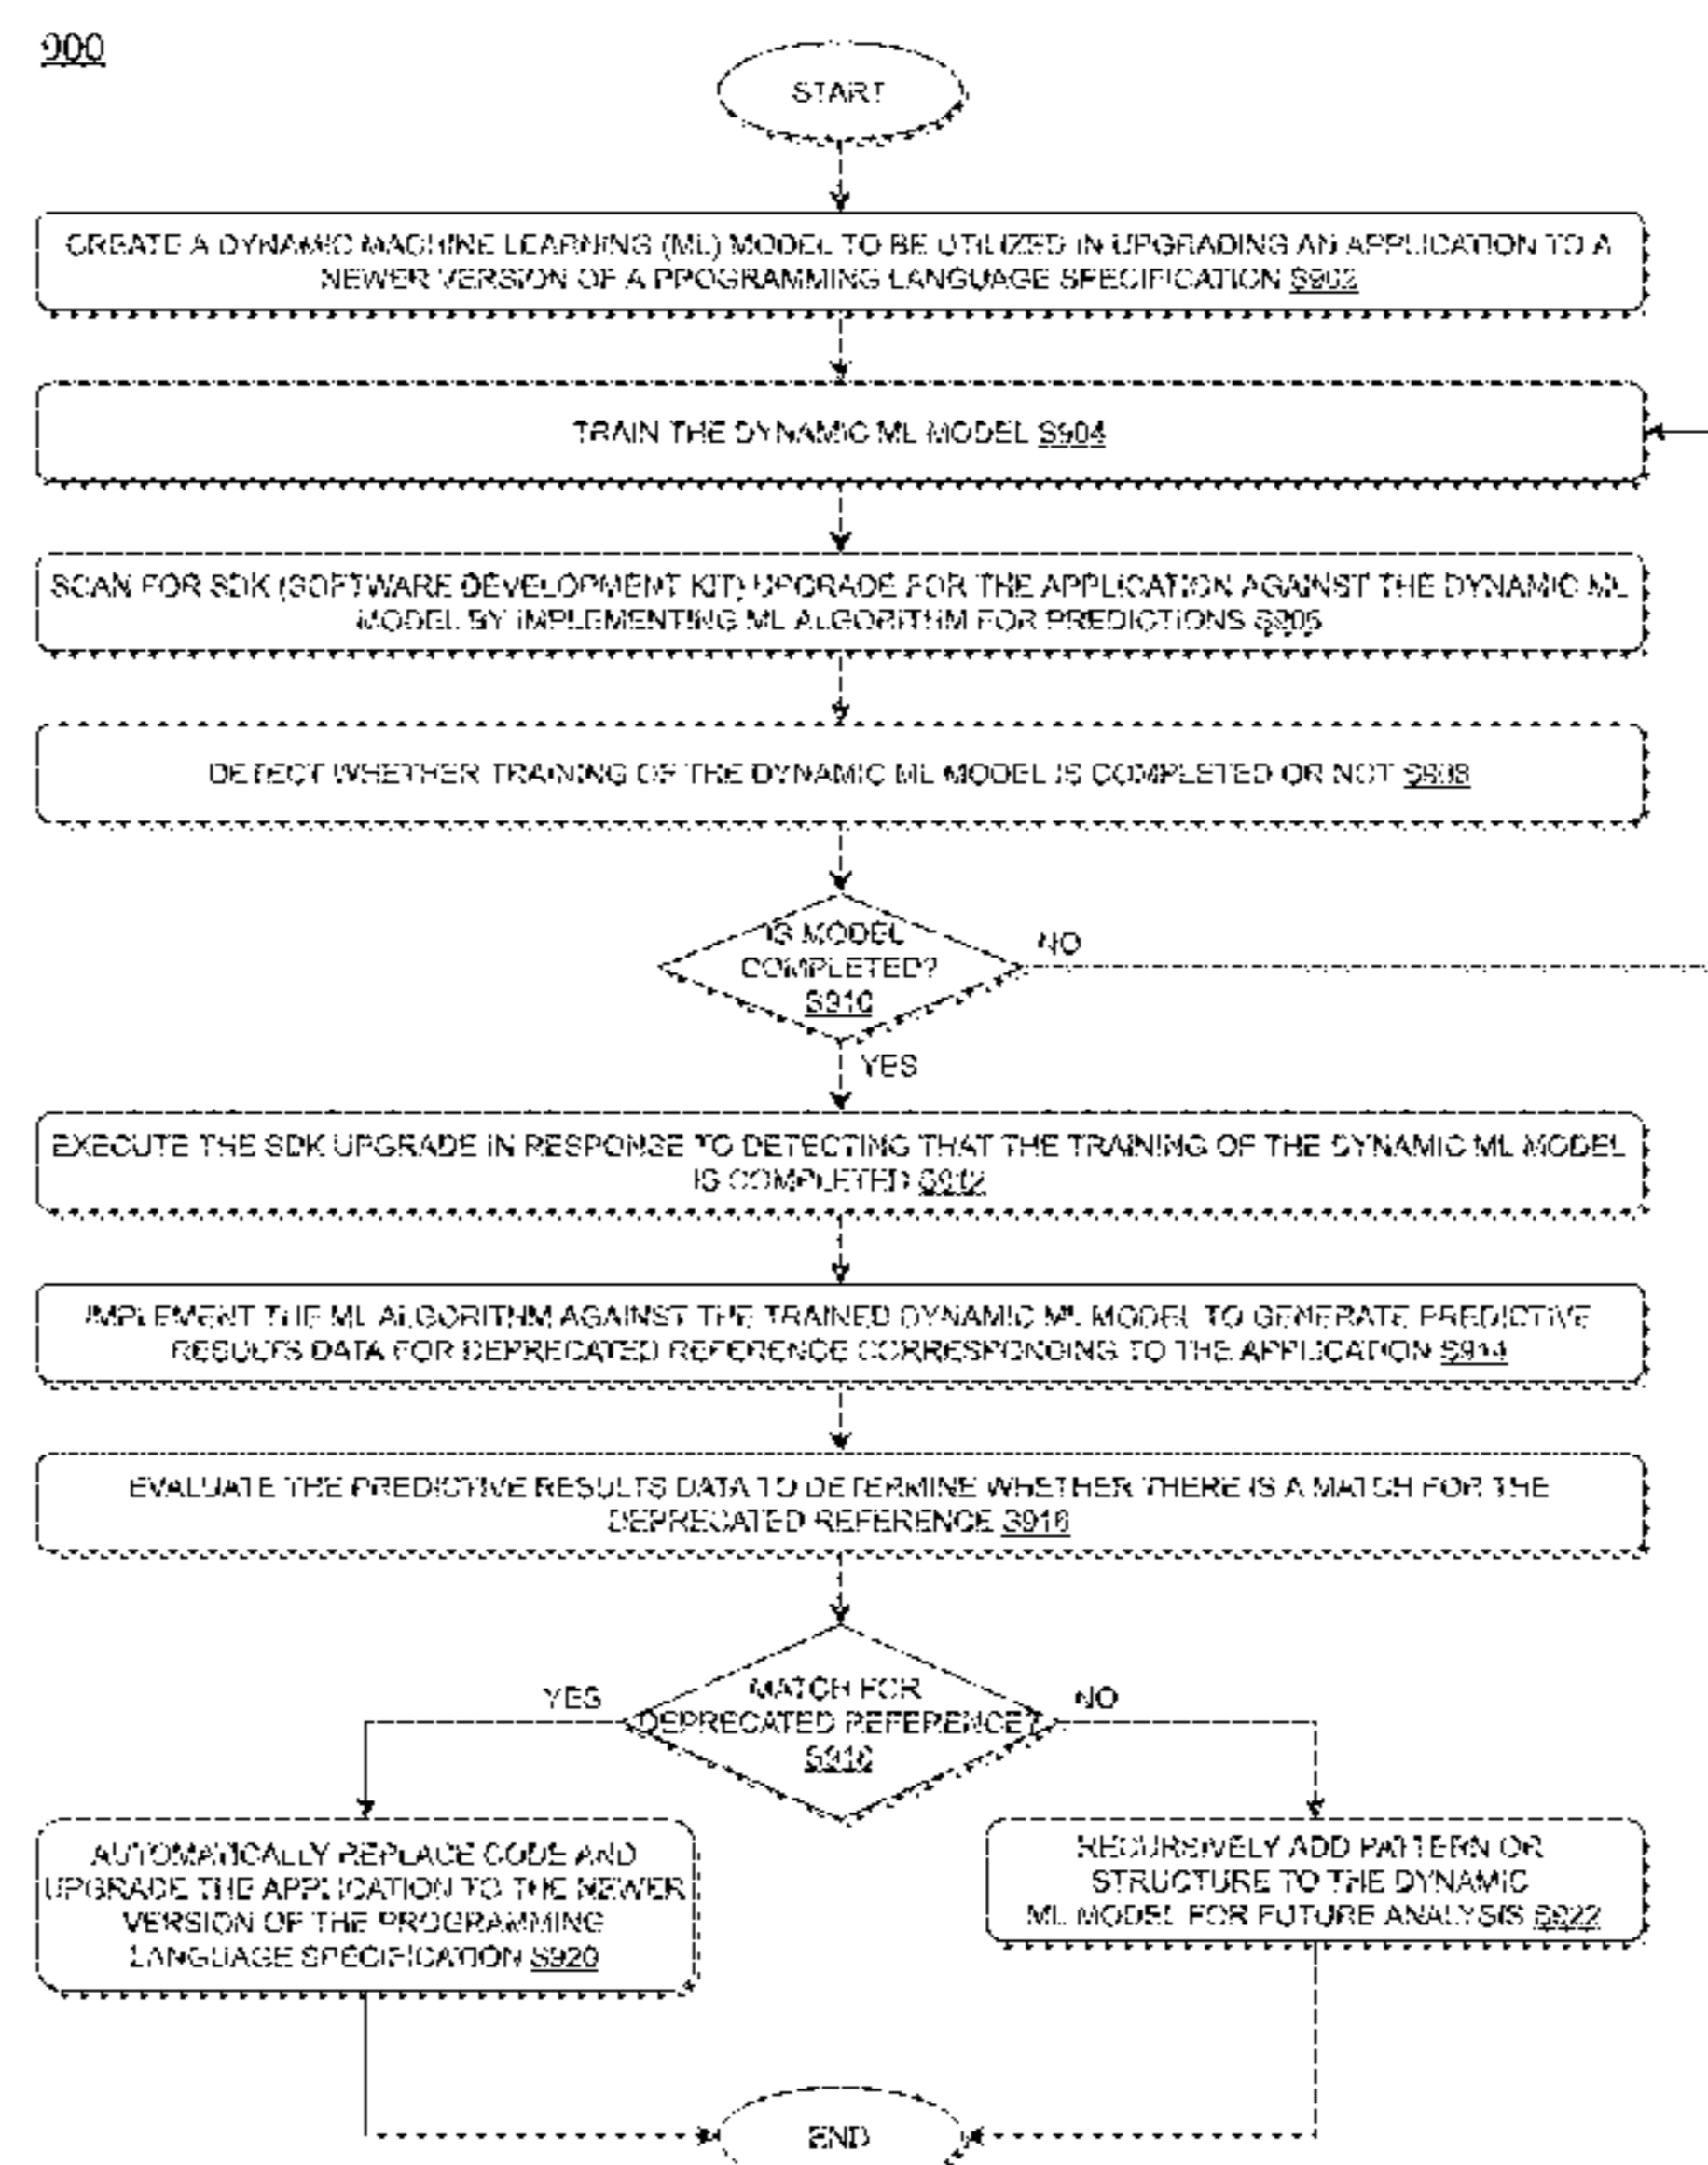 900
START
CREATE A DYNAMIC MACHINE LEARNING (ML) MODEL TO BE UTILIZED IN UPGRADING AN APPLICATION TO A
NEWER VERSION OF A PROGRAMMING LANGUAGE SPECIFICATION S902
TRAIN THE DYNAMIC ML MODEL S904
SCAN FOR SDK (SOFTWARE DEVELOPMENT KIT) UPGRADE FOR THE APPLICATION AGAINST THE DYNAMIC ML
MODEL BY IMPLEMENTING ML ALGORITHM FOR PREDICTIONS S906
DETECT WHETHER TRAINING OF THE DYNAMIC ML MODEL IS COMPLETED OR NOT S908
IS MODEL
COMPLETED?
S910
NO
YES
EXECUTE THE SDK UPGRADE IN RESPONSE TO DETECTING THAT THE TRAINING OF THE DYNAMIC ML MODEL
IS COMPLETED S912
IMPLEMENT THE ML ALGORITHM AGAINST THE TRAINED DYNAMIC ML MODEL TO GENERATE PREDICTIVE
RESULTS DATA FOR DEPRECATED REFERENCE CORRESPONDING TO THE APPLICATION S914
EVALUATE THE PREDICTIVE RESULTS DATA TO DETERMINE WHETHER THERE IS A MATCH FOR THE
DEPRECATED REFERENCE S916
YES
MATCH FOR
DEPRECATED REFERENCE?
NO
AUTOMATICALLY REPLACE CODE AND
UPGRADE THE APPLICATION TO THE NEWER
VERSION OF THE PROGRAMMING
LANGUAGE SPECIFICATION S920
RECURSIVELY ADD PATTERN OR
STRUCTURE TO THE DYNAMIC
ML MODEL FOR FUTURE ANALYSIS S922
END